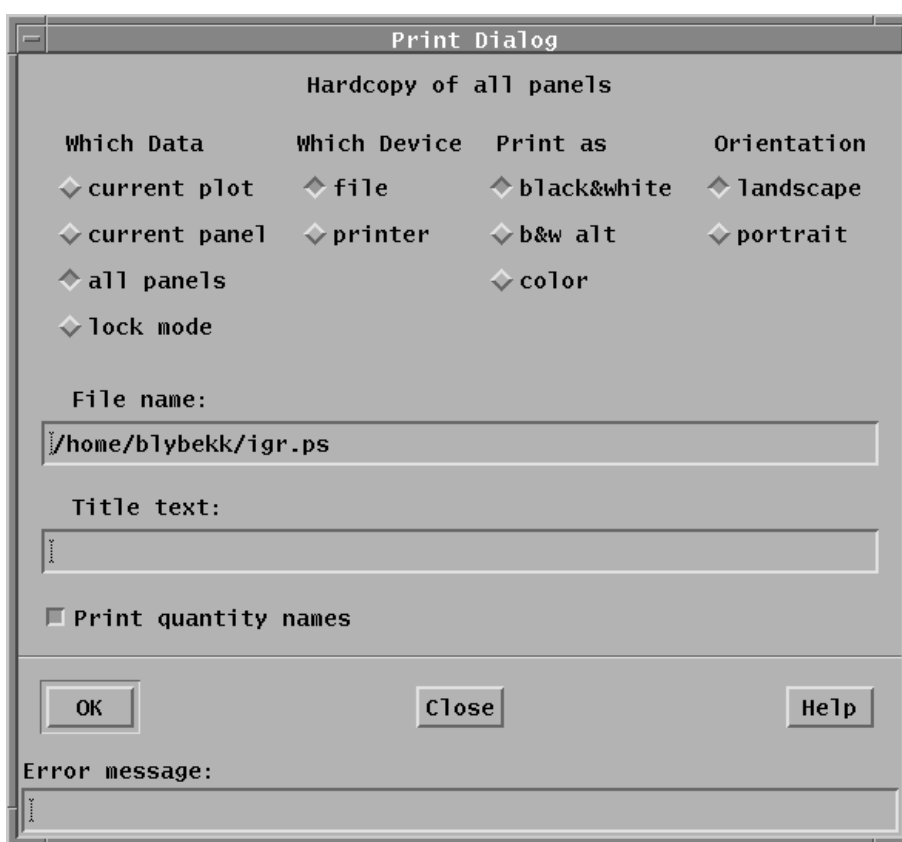 Print Dialog
Hardcopy of all panels
Which Data Which Device Print as Orientation
current plot file black&white landscape
current panel printer b&w alt portrait
all panels color
lock mode
File name:
/home/blybekk/igr.ps
Title text:
Print quantity names
OK Close Help
Error message: